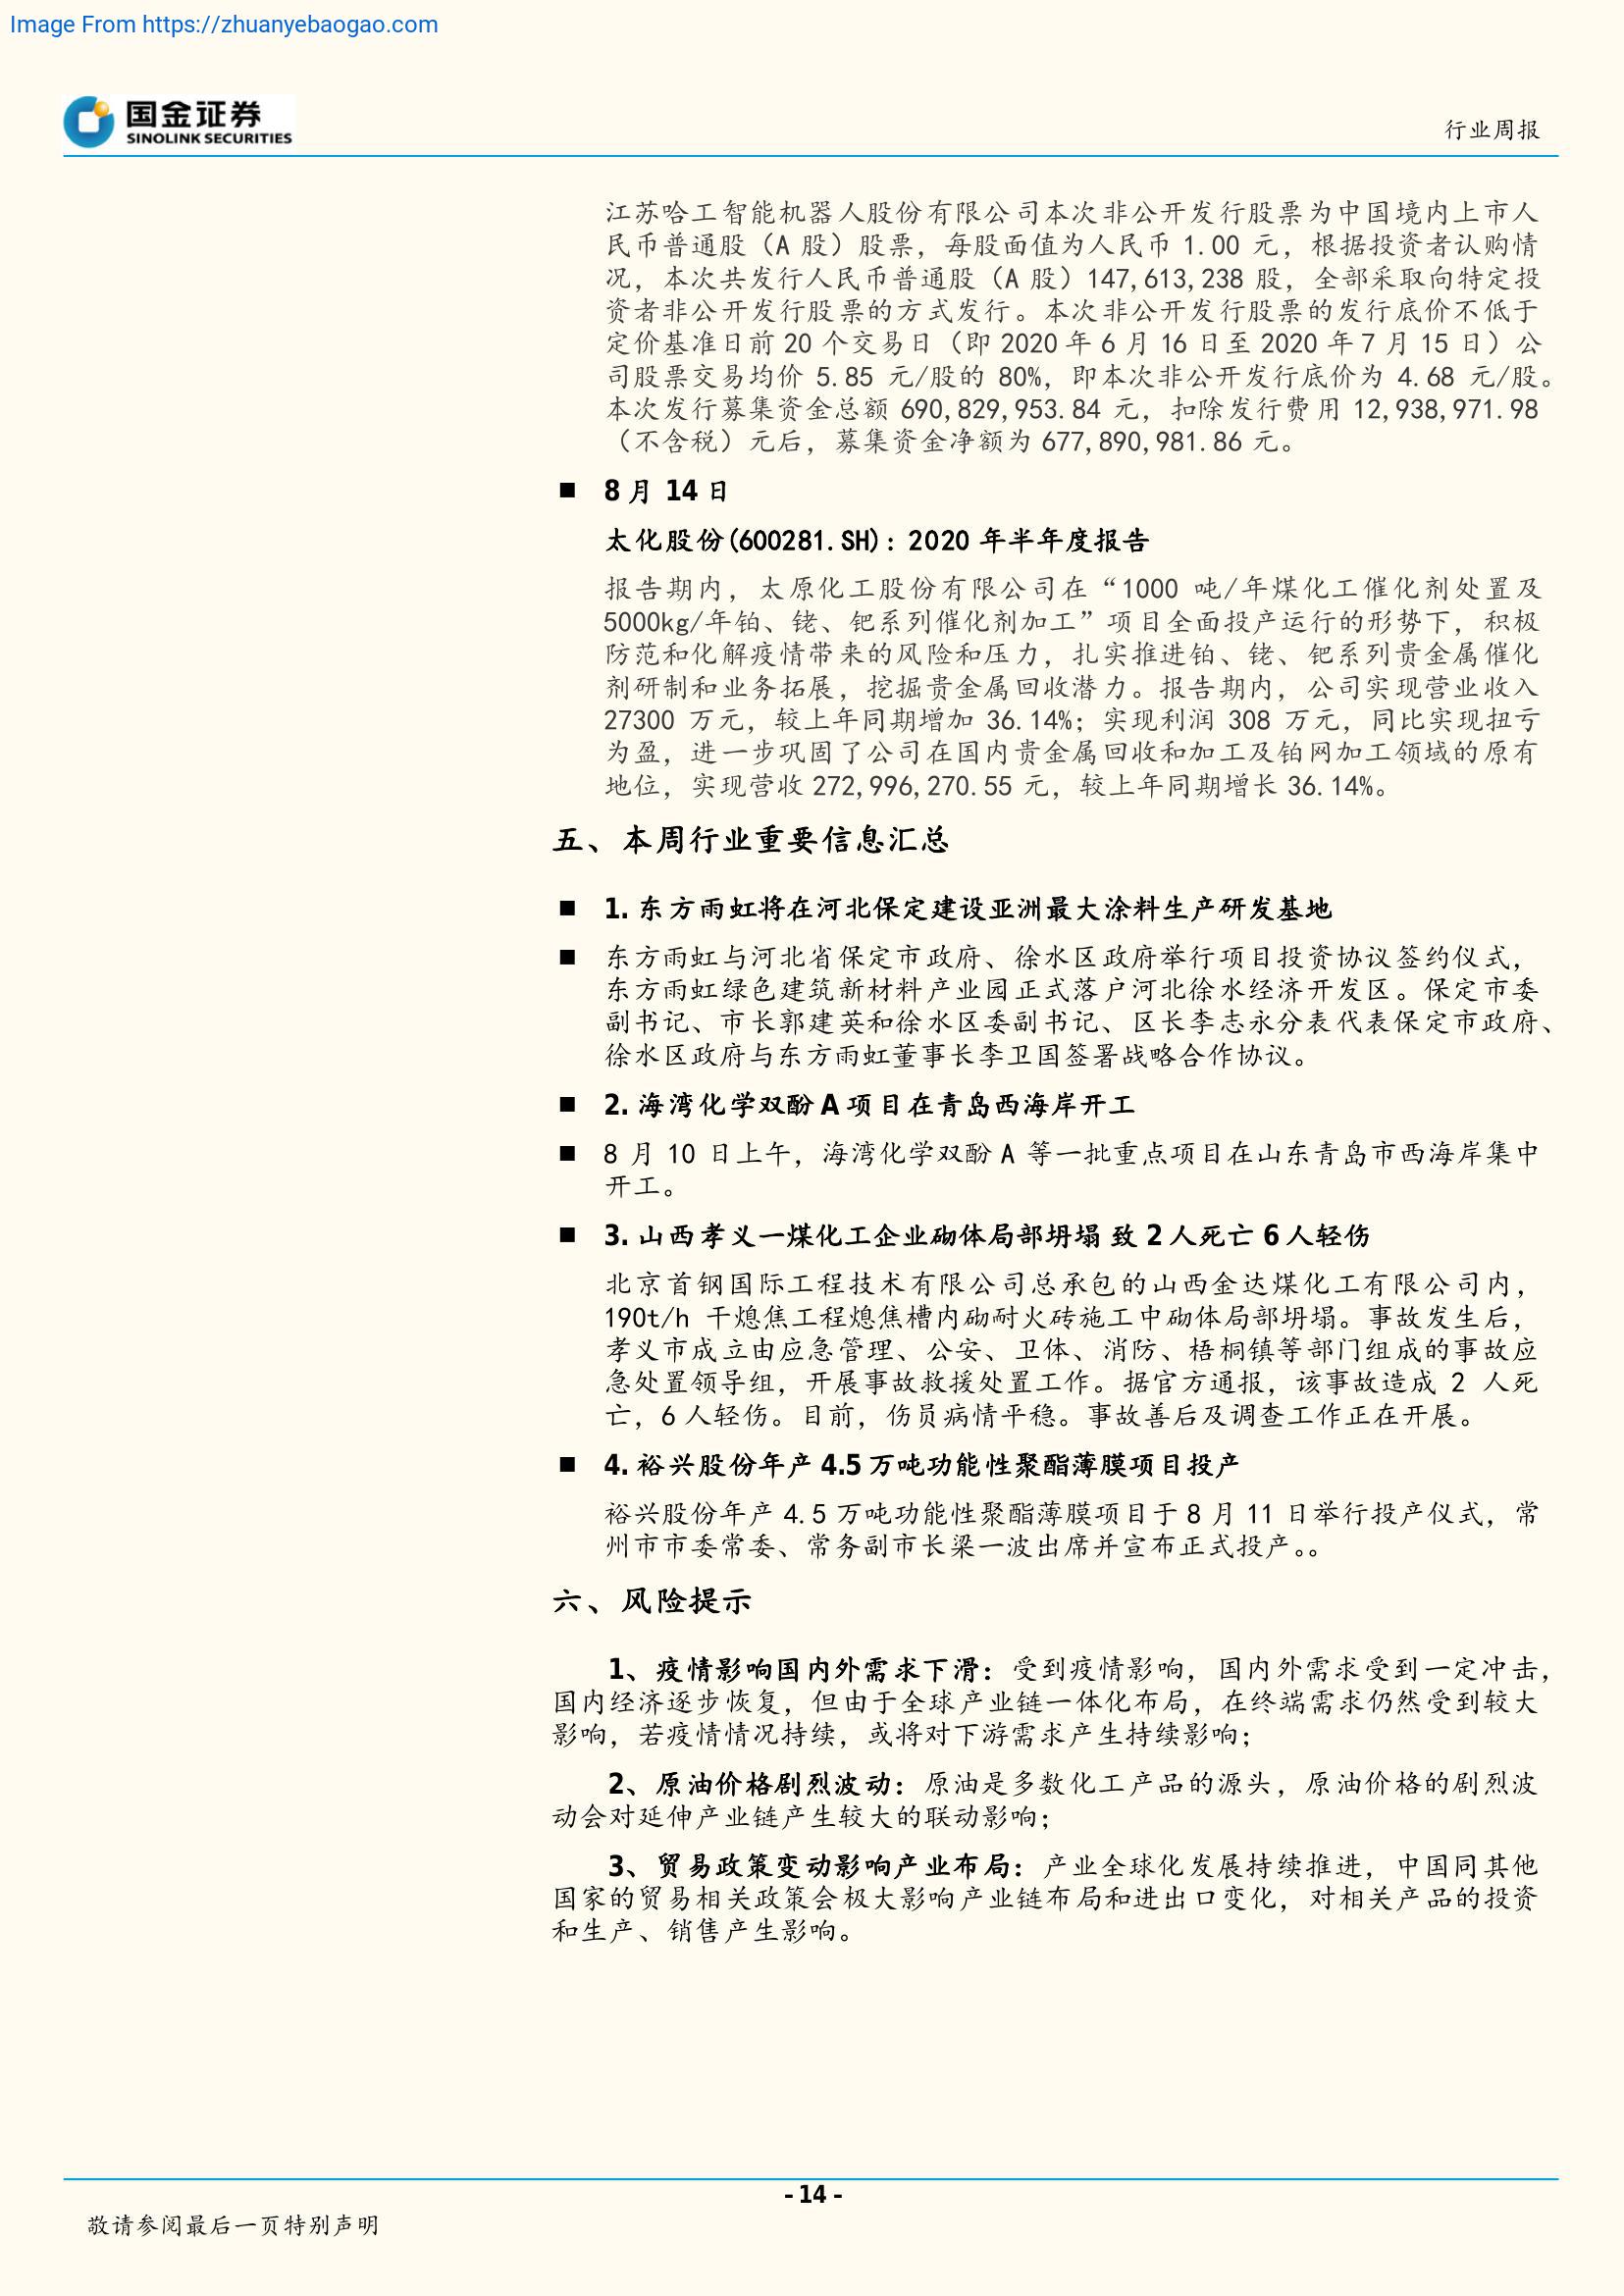 Image From https://zhuanyebaogao.com
国金证券
SINOLINK SECURITIES
行业周报
江苏哈工智能机器人股份有限公司本次非公开发行股票为中国境内上市人
民币普通股（A 股）股票，每股面值为人民币 1.00 元，根据投资者认购情
况，本次共发行人民币普通股（A 股）147,613,238 股，全部采取向特定投
资者非公开发行股票的方式发行。本次非公开发行股票的发行底价不低于
定价基准日前 20 个交易日（即 2020 年 6 月 16 日至 2020 年 7 月 15 日）公
司股票交易均价 5.85 元/股的 80%，即本次非公开发行底价为 4.68 元/股。
本次发行募集资金总额 690,829,953.84 元，扣除发行费用 12,938,971.98
（不含税）元后，募集资金净额为 677,890,981.86 元。
■ 8 月 14 日
太化股份(600281.SH)：2020 年半年度报告
报告期内，太原化工股份有限公司在“1000 吨/年煤化工催化剂处置及
5000kg/年铂、铑、钯系列催化剂加工”项目全面投产运行的形势下，积极
防范和化解疫情带来的风险和压力，扎实推进铂、铑、钯系列贵金属催化
剂研制和业务拓展，挖掘贵金属回收潜力。报告期内，公司实现营业收入
27300 万元，较上年同期增加 36.14%；实现利润 308 万元，同比实现扭亏
为盈，进一步巩固了公司在国内贵金属回收和加工及铂网加工领域的原有
地位，实现营收 272,996,270.55 元，较上年同期增长 36.14%。
五、本周行业重要信息汇总
■ 1. 东方雨虹将在河北保定建设亚洲最大涂料生产研发基地
■ 东方雨虹与河北省保定市政府、徐水区政府举行项目投资协议签约仪式，
东方雨虹绿色建筑新材料产业园正式落户河北徐水经济开发区。保定市委
副书记、市长郭建英和徐水区委副书记、区长李志永分表代表保定市政府、
徐水区政府与东方雨虹董事长李卫国签署战略合作协议。
■ 2. 海湾化学双酚 A 项目在青岛西海岸开工
■ 8 月 10 日上午，海湾化学双酚 A 等一批重点项目在山东青岛市西海岸集中
开工。
■ 3. 山西孝义一煤化工企业砌体局部坍塌 致 2 人死亡 6 人轻伤
北京首钢国际工程技术有限公司总承包的山西金达煤化工有限公司内，
190t/h 干熄焦工程熄焦槽内砌耐火砖施工中砌体局部坍塌。事故发生后，
孝义市成立由应急管理、公安、卫体、消防、梧桐镇等部门组成的事故应
急处置领导组，开展事故救援处置工作。据官方通报，该事故造成 2 人死
亡，6 人轻伤。目前，伤员病情平稳。事故善后及调查工作正在开展。
■ 4. 裕兴股份年产 4.5 万吨功能性聚酯薄膜项目投产
裕兴股份年产 4.5 万吨功能性聚酯薄膜项目于 8 月 11 日举行投产仪式，常
州市市委常委、常务副市长梁一波出席并宣布正式投产。。
六、风险提示
1、疫情影响国内外需求下滑：受到疫情影响，国内外需求受到一定冲击，
国内经济逐步恢复，但由于全球产业链一体化布局，在终端需求仍然受到较大
影响，若疫情情况持续，或将对下游需求产生持续影响；
2、原油价格剧烈波动：原油是多数化工产品的源头，原油价格的剧烈波
动会对延伸产业链产生较大的联动影响；
3、贸易政策变动影响产业布局：产业全球化发展持续推进，中国同其他
国家的贸易相关政策会极大影响产业链布局和进出口变化，对相关产品的投资
和生产、销售产生影响。
- 14 -
敬请参阅最后一页特别声明